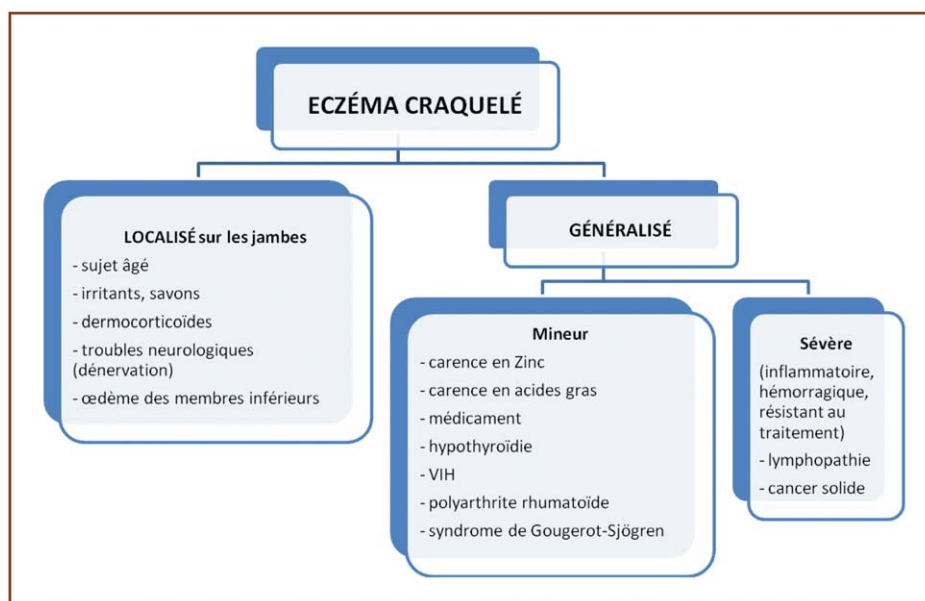 ECZÉMA CRAQUELÉ
LOCALISÉ sur les jambes
- sujet âgé
- irritants, savons
- dermocorticoïdes
- troubles neurologiques
(dénervation)
- œdème des membres inférieurs
GÉNÉRALISÉ
Mineur
- carence en Zinc
- carence en acides gras
- médicament
- hypothyroïdie
- VIH
- polyarthrite rhumatoïde
- syndrome de Gougerot-Sjögren
Sévère
(inflammatoire,
hémorragique,
résistant au
traitement)
- lymphopathie
- cancer solide